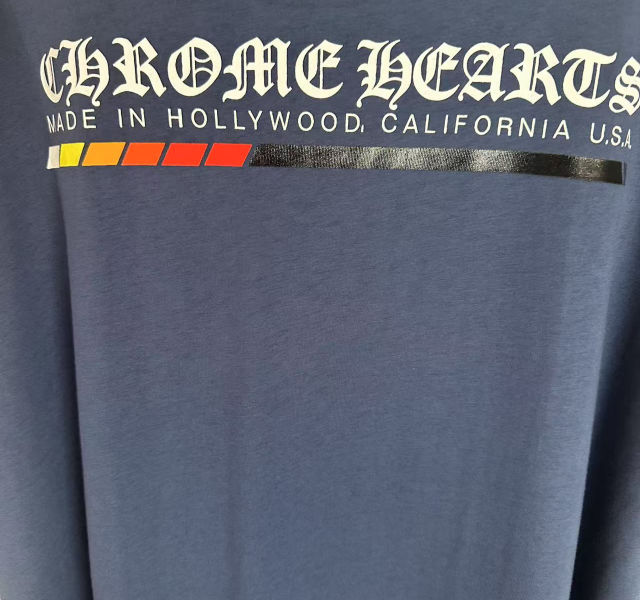 CHROME HEARTS
MADE IN HOLLYWOOD, CALIFORNIA U.S.A